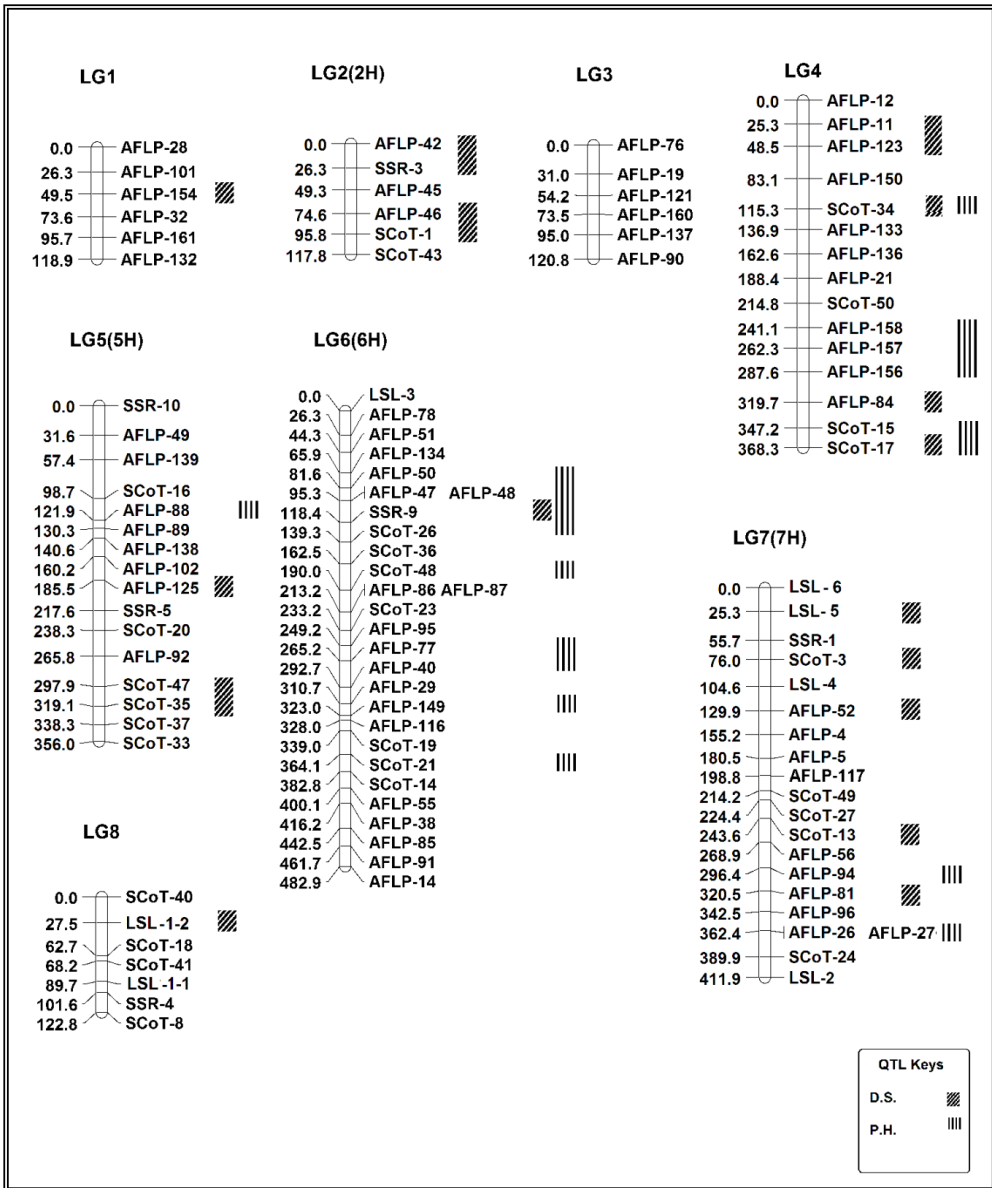 LG1
0.0 AFLP-28
26.3 AFLP-101
49.5 AFLP-154
73.6 AFLP-32
95.7 AFLP-161
118.9 AFLP-132
LG2(2H)
0.0 AFLP-42
26.3 SSR-3
49.3 AFLP-45
74.6 AFLP-46
95.8 SCoT-1
117.8 SCoT-43
LG3
0.0 AFLP-76
31.0 AFLP-19
54.2 AFLP-121
73.5 AFLP-160
95.0 AFLP-137
120.8 AFLP-90
LG4
0.0 AFLP-12
25.3 AFLP-11
48.5 AFLP-123
83.1 AFLP-150
115.3 SCoT-34
136.9 AFLP-133
162.6 AFLP-136
188.4 AFLP-21
214.8 SCoT-50
241.1 AFLP-158
262.3 AFLP-157
287.6 AFLP-156
319.7 AFLP-84
347.2 SCoT-15
368.3 SCoT-17
LG5(5H)
0.0 SSR-10
31.6 AFLP-49
57.4 AFLP-139
98.7 SCoT-16
121.9 AFLP-88
130.3 AFLP-89
140.6 AFLP-138
160.2 AFLP-102
185.5 AFLP-125
217.6 SSR-5
238.3 SCoT-20
265.8 AFLP-92
297.9 SCoT-47
319.1 SCoT-35
338.3 SCoT-37
356.0 SCoT-33
LG6(6H)
0.0 LSL-3
26.3 AFLP-78
44.3 AFLP-51
65.9 AFLP-134
81.6 AFLP-50
95.3 AFLP-47 AFLP-48
118.4 SSR-9
139.3 SCoT-26
162.5 SCoT-36
190.0 SCoT-48
213.2 AFLP-86 AFLP-87
233.2 SCoT-23
249.2 AFLP-95
265.2 AFLP-77
292.7 AFLP-40
310.7 AFLP-29
323.0 AFLP-149
328.0 AFLP-116
339.0 SCoT-19
364.1 SCoT-21
382.8 SCoT-14
400.1 AFLP-55
416.2 AFLP-38
442.5 AFLP-85
461.7 AFLP-91
482.9 AFLP-14
LG7(7H)
0.0 LSL-6
25.3 LSL-5
55.7 SSR-1
76.0 SCoT-3
104.6 LSL-4
129.9 AFLP-52
155.2 AFLP-4
180.5 AFLP-5
198.8 AFLP-117
214.2 SCoT-49
224.4 SCoT-27
243.6 SCoT-13
268.9 AFLP-56
296.4 AFLP-94
320.5 AFLP-81
342.5 AFLP-96
362.4 AFLP-26 AFLP-27
389.9 SCoT-24
411.9 LSL-2
LG8
0.0 SCoT-40
27.5 LSL-1-2
62.7 SCoT-18
68.2 SCoT-41
89.7 LSL-1-1
101.6 SSR-4
122.8 SCoT-8
QTL Keys
D.S.
P.H.